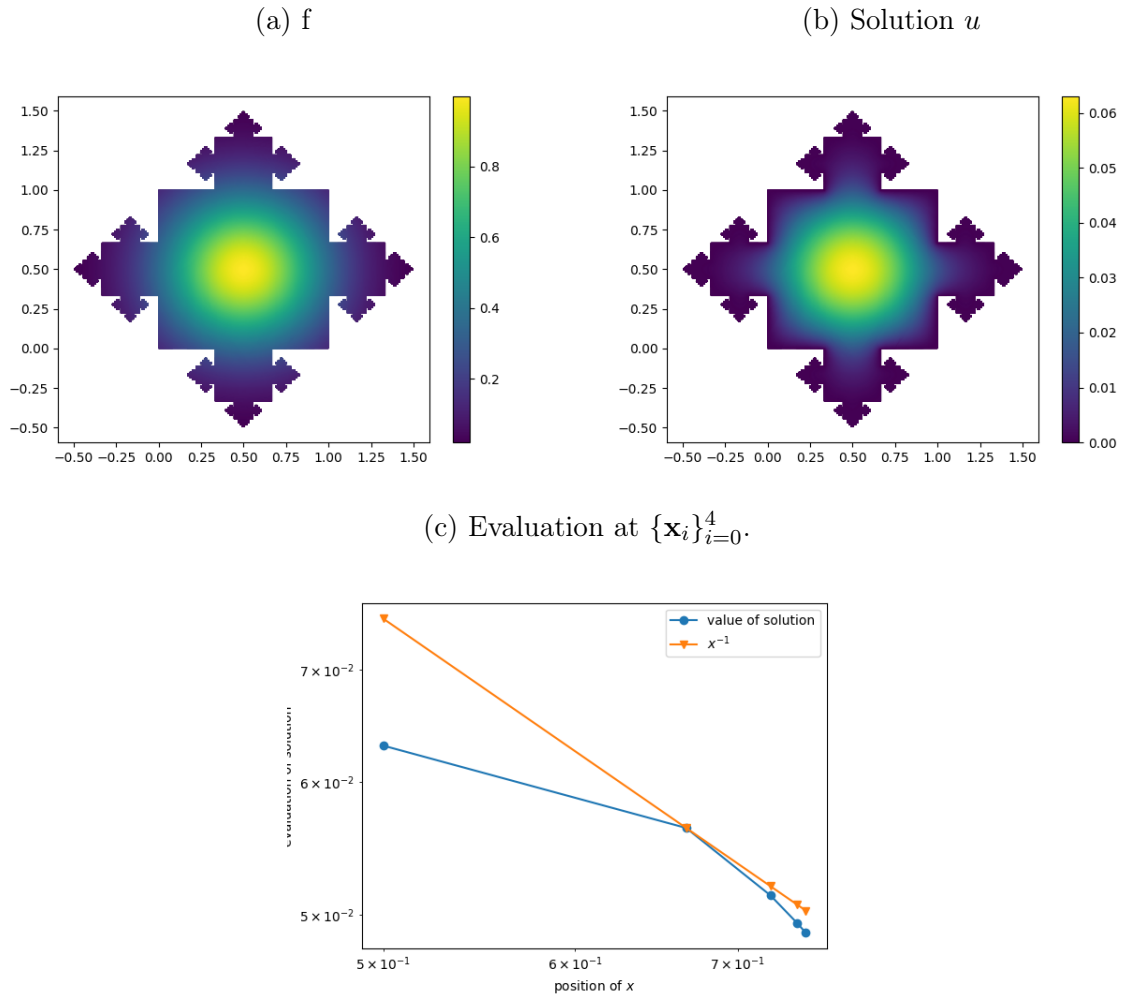 (a) f
(b) Solution u
1.50
1.25
1.00
0.75
0.50
0.25
0.00
−0.25
−0.50
−0.50 −0.25 0.00 0.25 0.50 0.75 1.00 1.25 1.50
0.8
0.6
0.4
0.2
1.50
1.25
1.00
0.75
0.50
0.25
0.00
−0.25
−0.50
−0.50 −0.25 0.00 0.25 0.50 0.75 1.00 1.25 1.50
0.06
0.05
0.04
0.03
0.02
0.01
0.00
(c) Evaluation at {𝐱ᵢ}⁴ᵢ₌₀.
value of solution
x⁻¹
7 × 10⁻²
6 × 10⁻²
5 × 10⁻²
evaluation of solution
5 × 10⁻¹ 6 × 10⁻¹ 7 × 10⁻¹
position of x